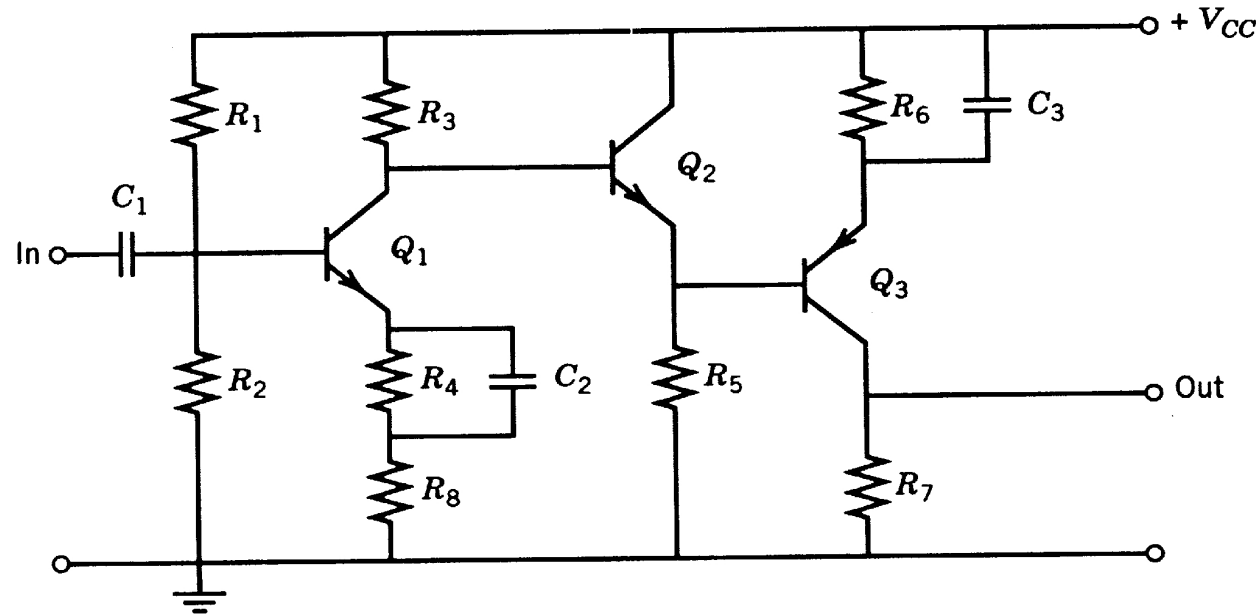 + V_CC
R_1
R_3
R_6
C_3
Q_2
C_1
In
Q_1
Q_3
R_2
R_4
C_2
R_5
Out
R_8
R_7